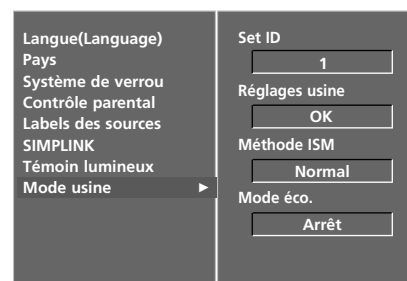 Langue(Language)
Pays
Système de verrou
Contrôle parental
Labels des sources
SIMPLINK
Témoin lumineux
Mode usine ►
Set ID
1
Réglages usine
OK
Méthode ISM
Normal
Mode éco.
Arrêt